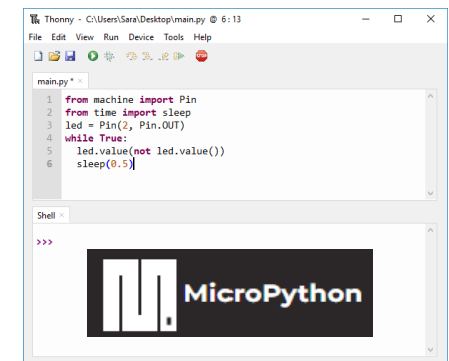 Thonny - C:\Users\Sara\Desktop\main.py @ 6:13
File Edit View Run Device Tools Help
STOP
main.py * ×
1 from machine import Pin
2 from time import sleep
3 led = Pin(2, Pin.OUT)
4 while True:
5   led.value(not led.value())
6   sleep(0.5)
Shell ×
>>>
MicroPython